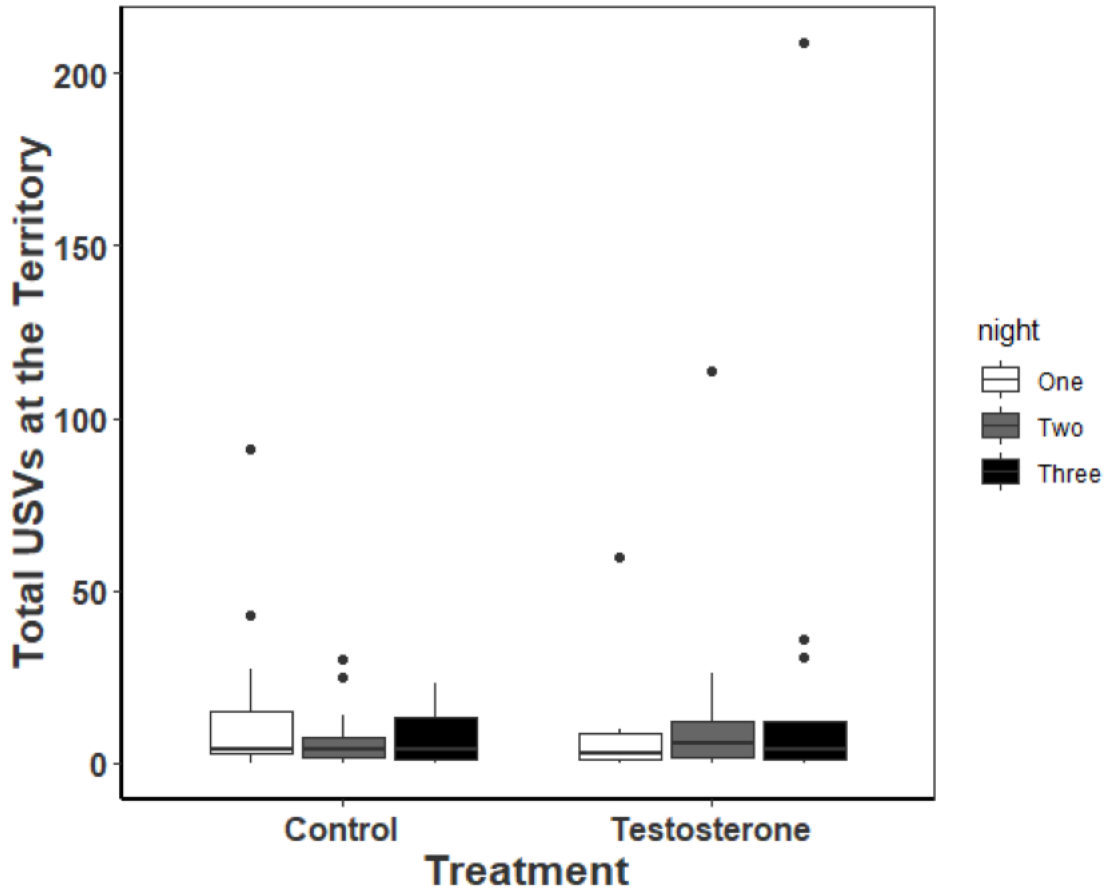 Total USVs at the Territory
200
150
100
50
0
Control
Testosterone
Treatment
night
One
Two
Three